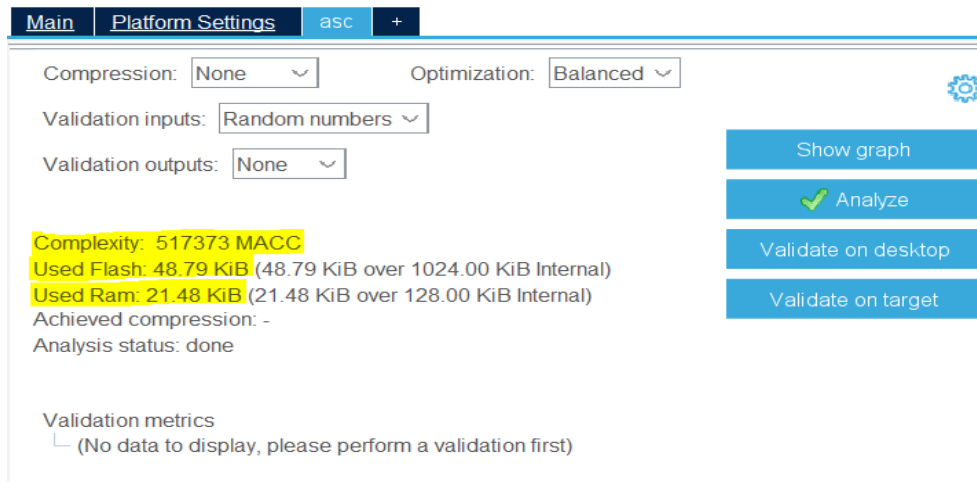 Main Platform Settings asc +
Compression: None Optimization: Balanced
Validation inputs: Random numbers
Validation outputs: None
Show graph
Analyze
Validate on desktop
Validate on target
Complexity: 517373 MACC
Used Flash: 48.79 KiB (48.79 KiB over 1024.00 KiB Internal)
Used Ram: 21.48 KiB (21.48 KiB over 128.00 KiB Internal)
Achieved compression: -
Analysis status: done
Validation metrics
(No data to display, please perform a validation first)